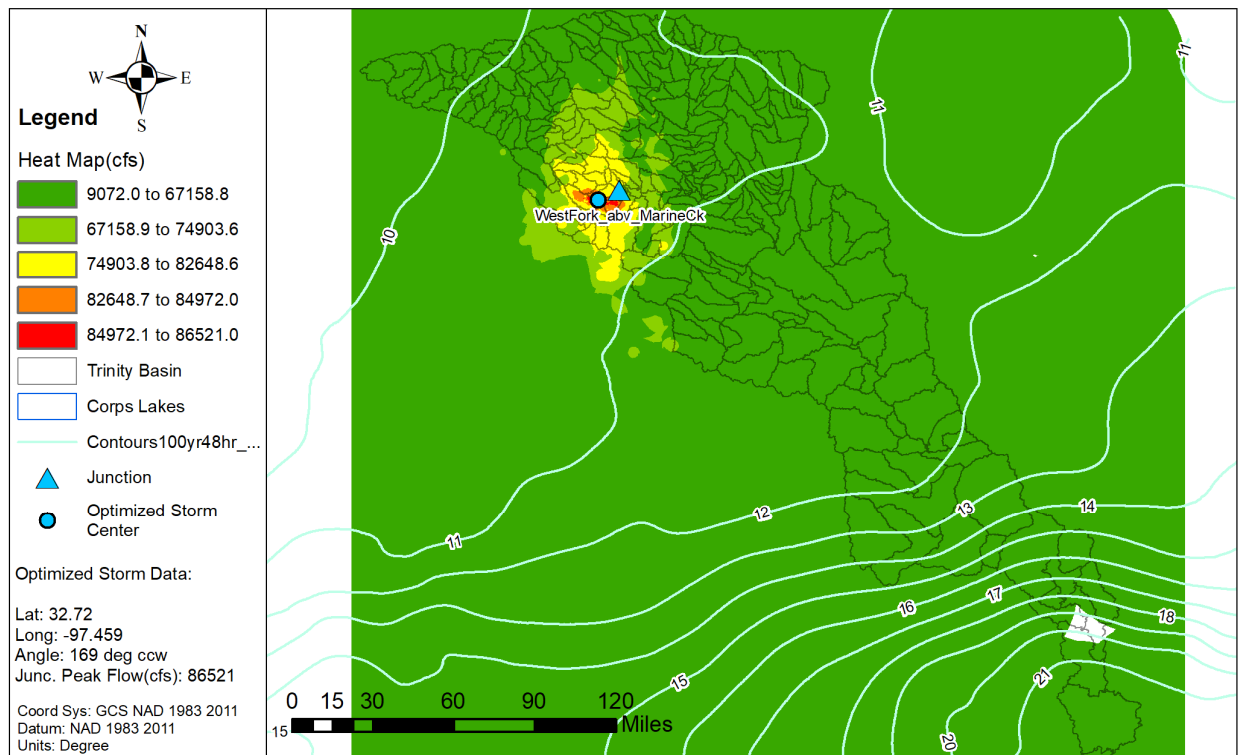 N
W E
S
Legend
Heat Map(cfs)
9072.0 to 67158.8
67158.9 to 74903.6
74903.8 to 82648.6
82648.7 to 84972.0
84972.1 to 86521.0
Trinity Basin
Corps Lakes
Contours100yr48hr_...
Junction
Optimized Storm
Center
Optimized Storm Data:
Lat: 32.72
Long: -97.459
Angle: 169 deg ccw
Junc. Peak Flow(cfs): 86521
Coord Sys: GCS NAD 1983 2011
Datum: NAD 1983 2011
Units: Degree
11
11
WestFork_abv_MarineCk
10
12
13
14
11
16
17
18
15
21
20
0 15 30 60 90 120
Miles
15